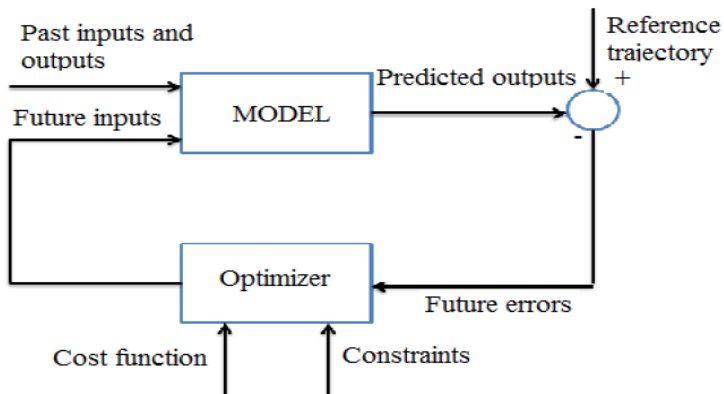 Past inputs and
outputs
Reference
trajectory
Predicted outputs
+
Future inputs
MODEL
-
Optimizer
Future errors
Cost function
Constraints